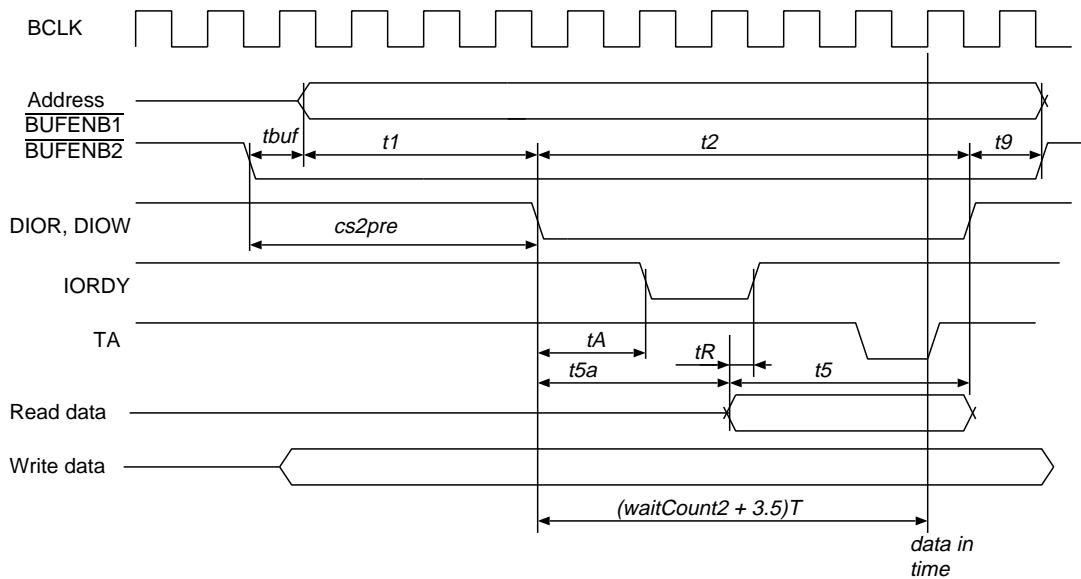 BCLK
Address
BUFENB1
BUFENB2
tbuf
t1
t2
t9
DIOR, DIOW
cs2pre
IORDY
TA
tA
tR
t5a
t5
Read data
Write data
(waitCount2 + 3.5)T
data in
time